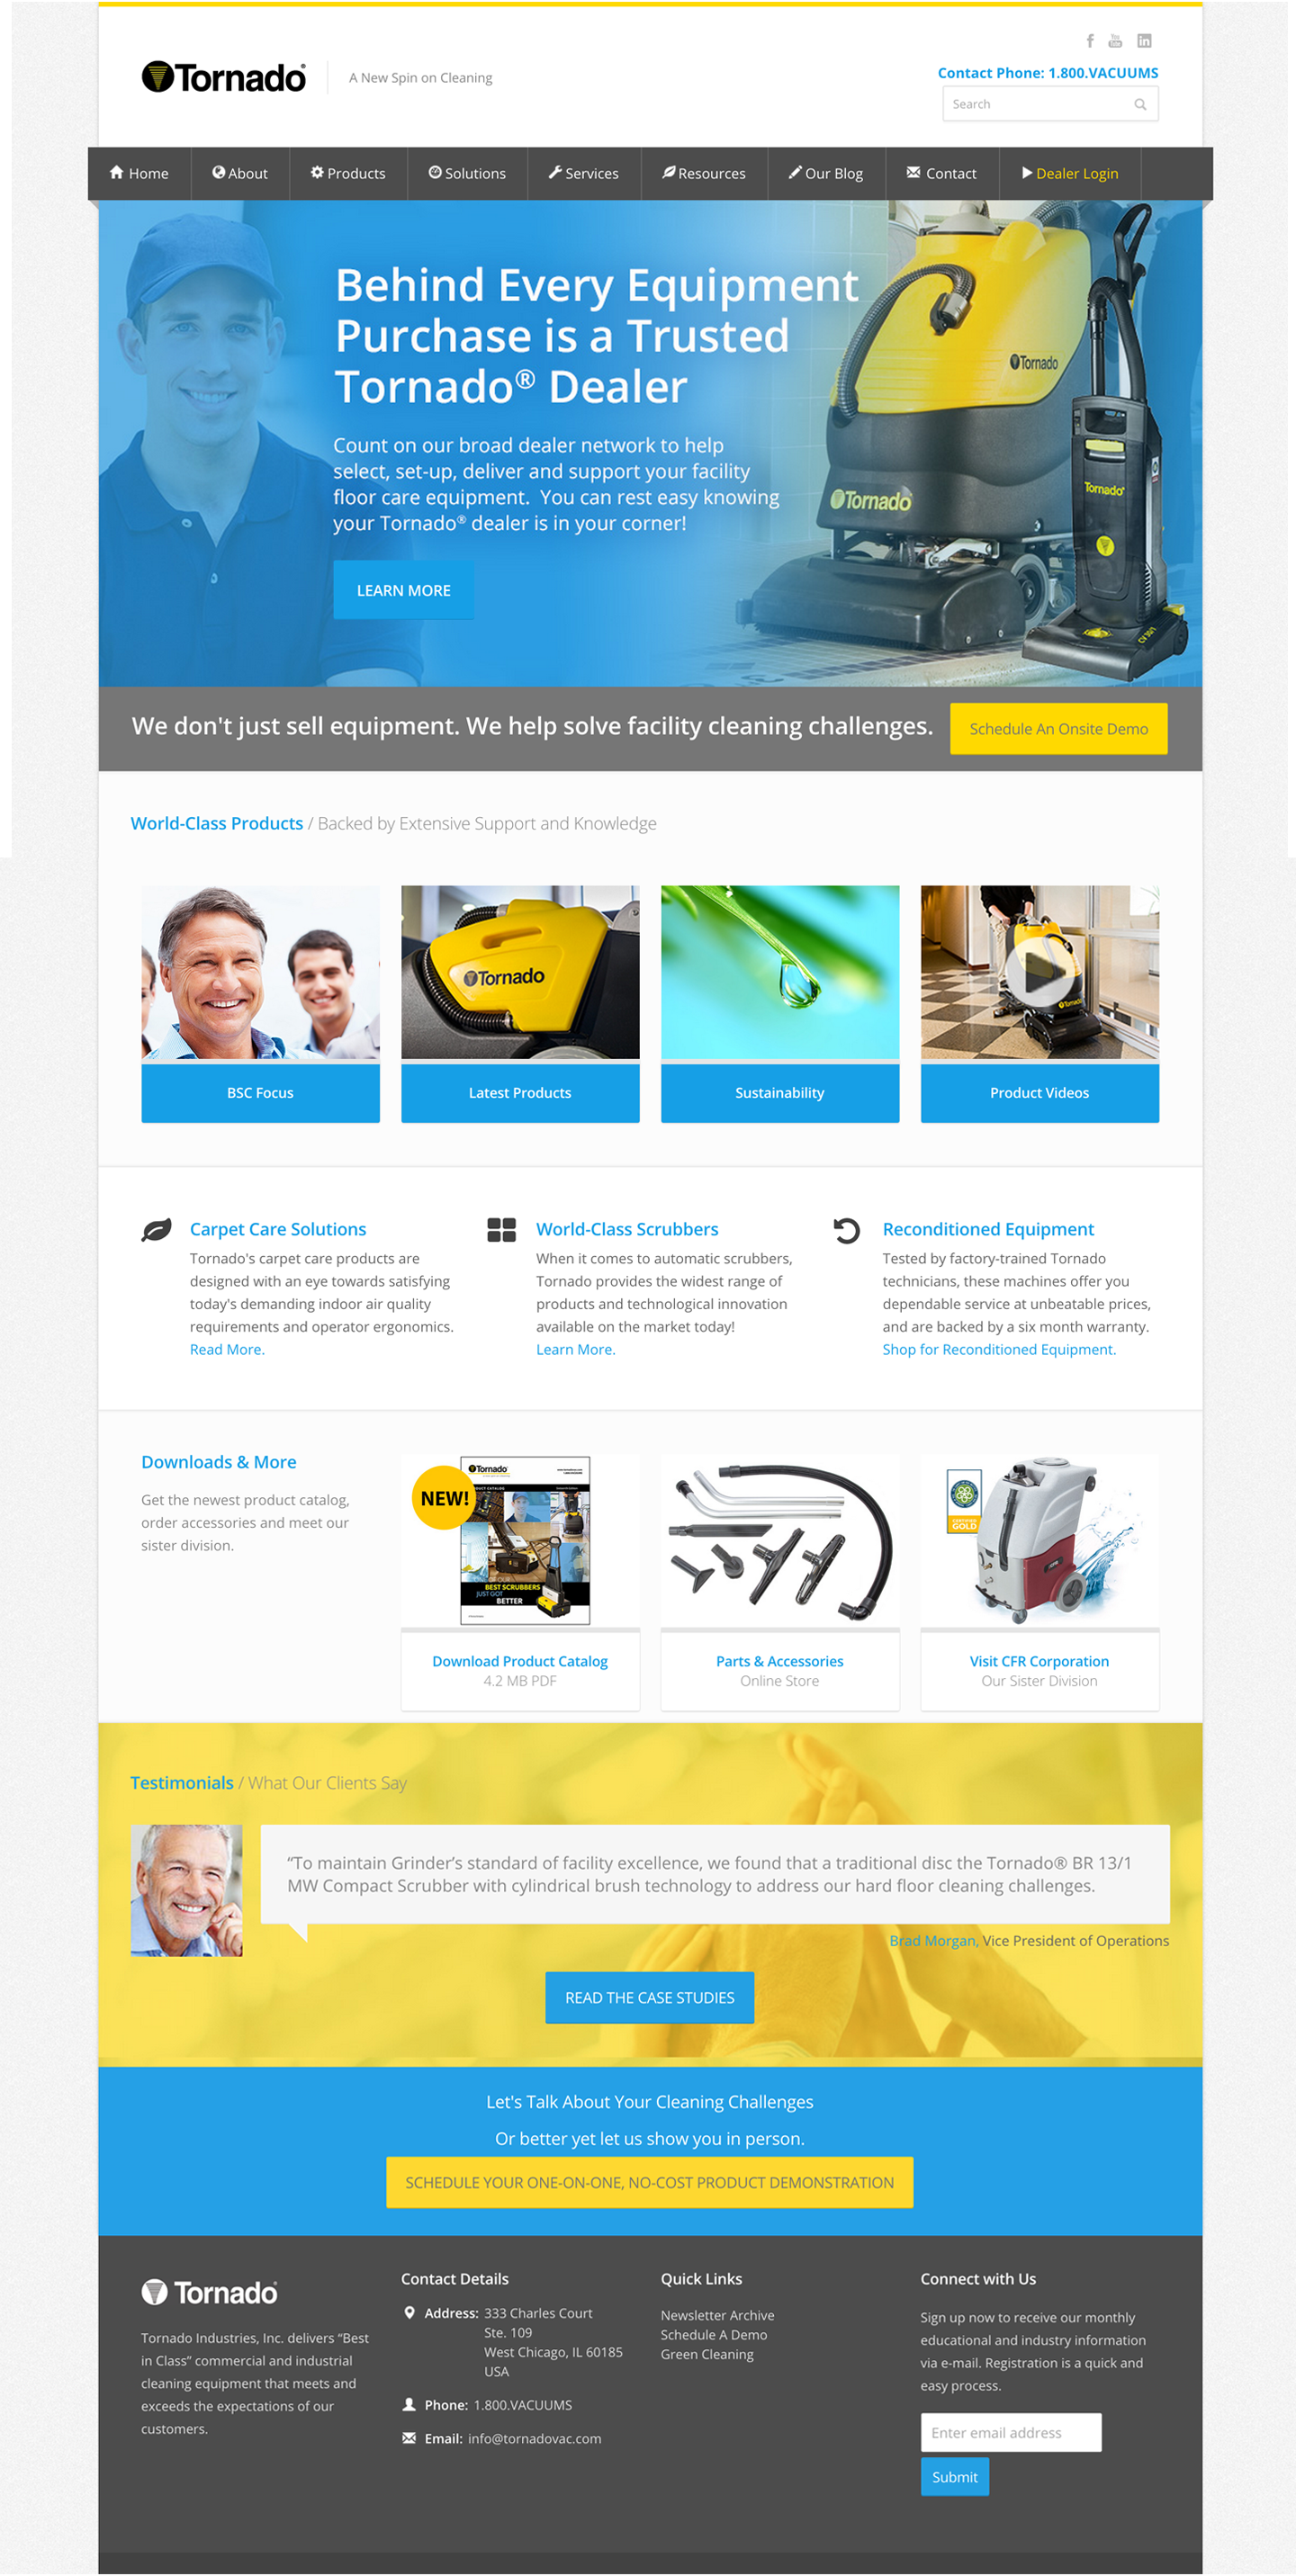 Tornado
A New Spin on Cleaning
Contact Phone: 1.800.VACUUMS
Search
Home
About
Products
Solutions
Services
Resources
Our Blog
Contact
Dealer Login
Behind Every Equipment
Purchase is a Trusted
Tornado® Dealer
Count on our broad dealer network to help
select, set-up, deliver and support your facility
floor care equipment.  You can rest easy knowing
your Tornado® dealer is in your corner!
LEARN MORE
Tornado
Tornado
Tornado
CV 30/1
We don't just sell equipment. We help solve facility cleaning challenges.
Schedule An Onsite Demo
World-Class Products / Backed by Extensive Support and Knowledge
Tornado
Tornado
BSC Focus
Latest Products
Sustainability
Product Videos
Carpet Care Solutions
Tornado's carpet care products are
designed with an eye towards satisfying
today's demanding indoor air quality
requirements and operator ergonomics.
Read More.
World-Class Scrubbers
When it comes to automatic scrubbers,
Tornado provides the widest range of
products and technological innovation
available on the market today!
Learn More.
Reconditioned Equipment
Tested by factory-trained Tornado
technicians, these machines offer you
dependable service at unbeatable prices,
and are backed by a six month warranty.
Shop for Reconditioned Equipment.
Downloads & More
Get the newest product catalog,
order accessories and meet our
sister division.
NEW!
Tornado
BEST SCRUBBERS
JUST GOT
BETTER
GOLD
Download Product Catalog
4.2 MB PDF
Parts & Accessories
Online Store
Visit CFR Corporation
Our Sister Division
Testimonials / What Our Clients Say
“To maintain Grinder’s standard of facility excellence, we found that a traditional disc the Tornado® BR 13/1
MW Compact Scrubber with cylindrical brush technology to address our hard floor cleaning challenges.
Brad Morgan, Vice President of Operations
READ THE CASE STUDIES
Let's Talk About Your Cleaning Challenges
Or better yet let us show you in person.
SCHEDULE YOUR ONE-ON-ONE, NO-COST PRODUCT DEMONSTRATION
Tornado
Tornado Industries, Inc. delivers “Best
in Class” commercial and industrial
cleaning equipment that meets and
exceeds the expectations of our
customers.
Contact Details
Address: 333 Charles Court
Ste. 109
West Chicago, IL 60185
USA
Phone: 1.800.VACUUMS
Email: info@tornadovac.com
Quick Links
Newsletter Archive
Schedule A Demo
Green Cleaning
Connect with Us
Sign up now to receive our monthly
educational and industry information
via e-mail. Registration is a quick and
easy process.
Enter email address
Submit